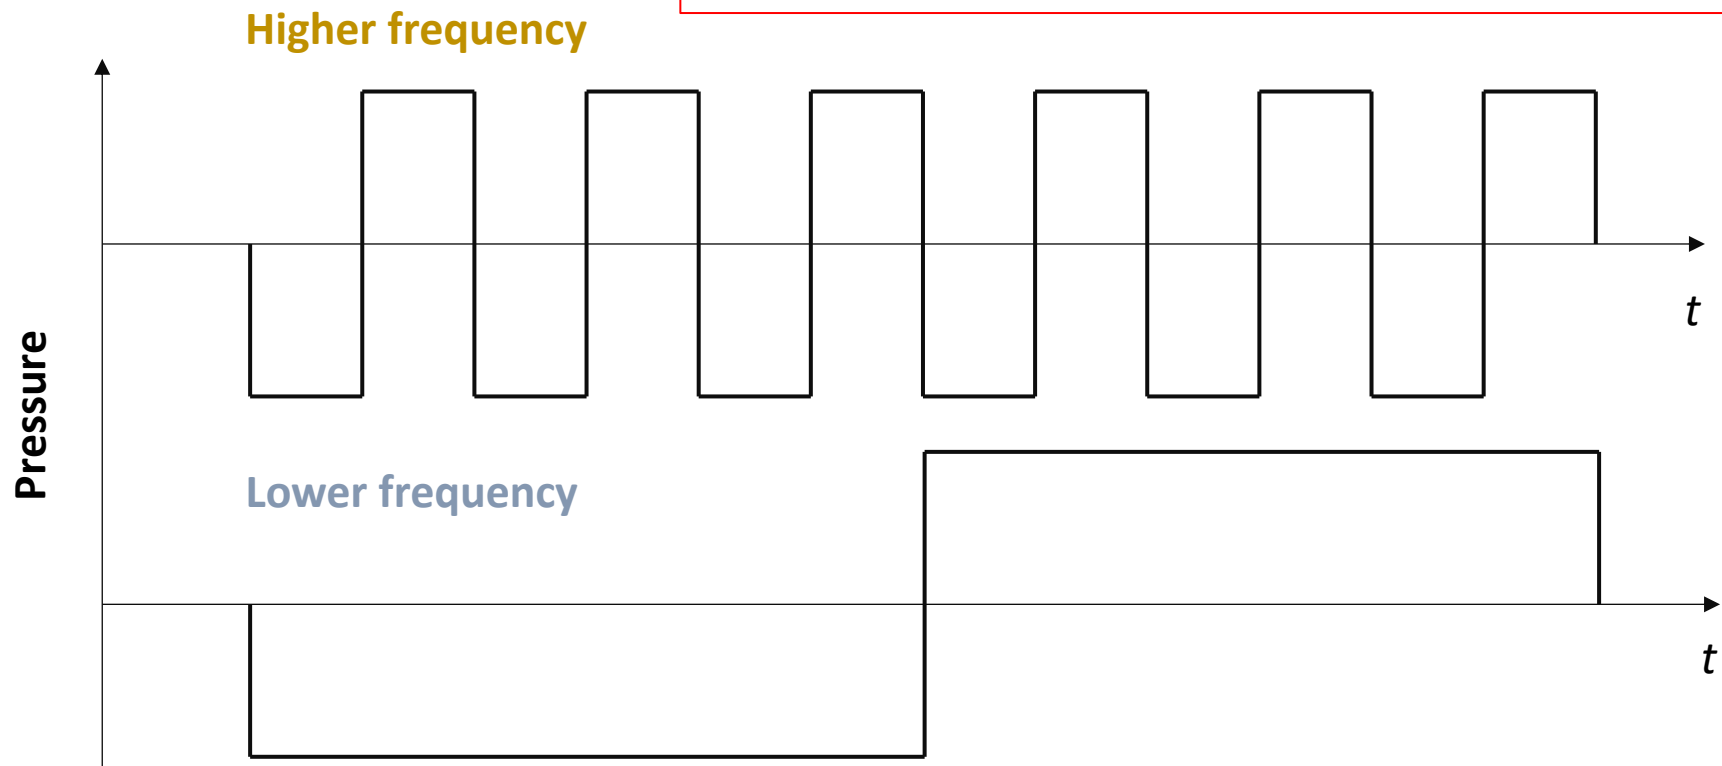 Higher frequency
t
Pressure
Lower frequency
t